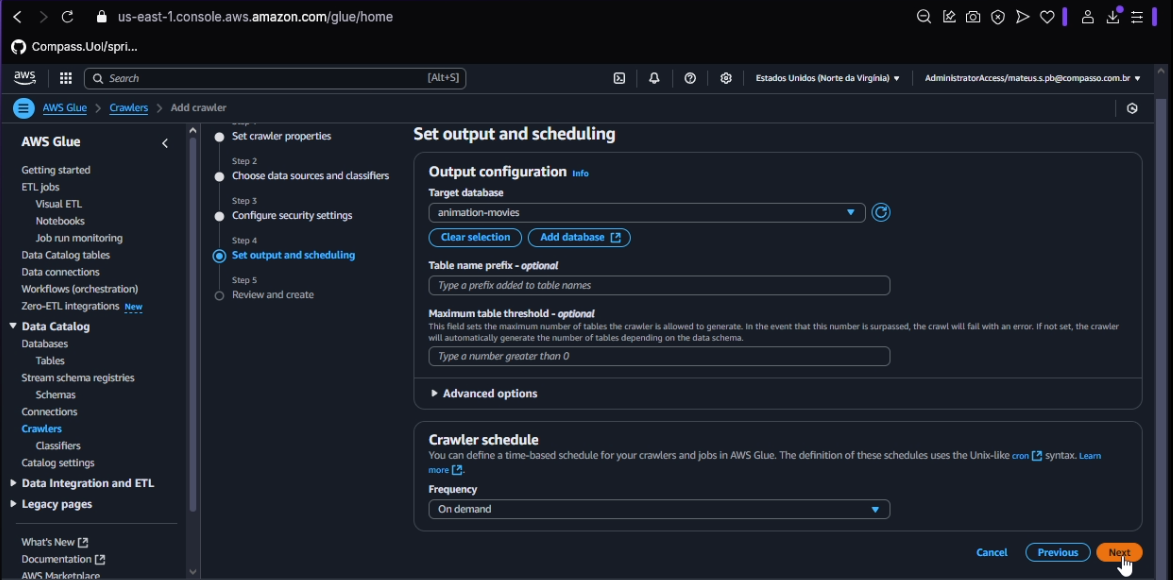 us-east-1.console.aws.amazon.com/glue/home
Compass.Uol/spri...
aws
Search
[Alt+S]
Estados Unidos (Norte da Virgínia)
AdministratorAccess/mateus.s.pb@compasso.com.br
AWS Glue > Crawlers > Add crawler
AWS Glue
Getting started
ETL jobs
Visual ETL
Notebooks
Job run monitoring
Data Catalog tables
Data connections
Workflows (orchestration)
Zero-ETL integrations New
Data Catalog
Databases
Tables
Stream schema registries
Schemas
Connections
Crawlers
Classifiers
Catalog settings
Data Integration and ETL
Legacy pages
What's New
Documentation
AWS Marketplace
Set crawler properties
Step 2
Choose data sources and classifiers
Step 3
Configure security settings
Step 4
Set output and scheduling
Step 5
Review and create
Set output and scheduling
Output configuration Info
Target database
animation-movies
Clear selection
Add database
Table name prefix - optional
Type a prefix added to table names
Maximum table threshold - optional
This field sets the maximum number of tables the crawler is allowed to generate. In the event that this number is surpassed, the crawl will fail with an error. If not set, the crawler
will automatically generate the number of tables depending on the data schema.
Type a number greater than 0
Advanced options
Crawler schedule
You can define a time-based schedule for your crawlers and jobs in AWS Glue. The definition of these schedules uses the Unix-like cron syntax. Learn
more.
Frequency
On demand
Cancel
Previous
Next